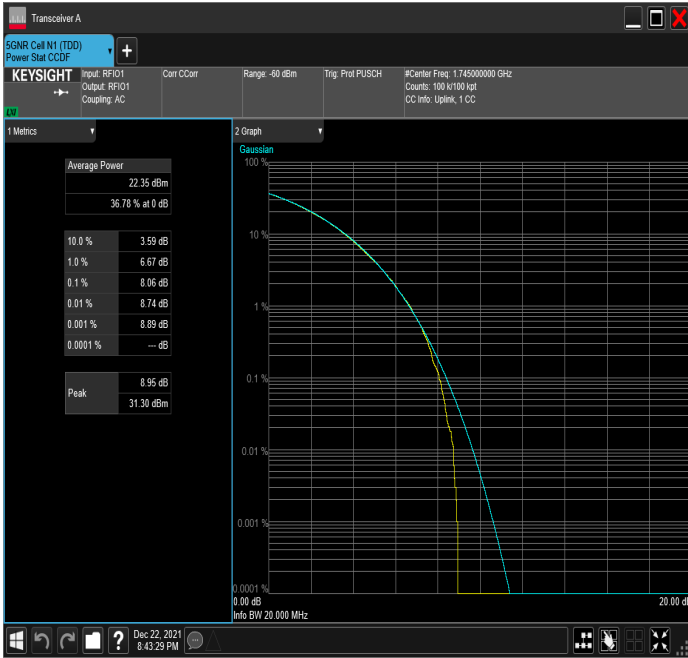 Transceiver A
5GNR Cell N1 (TDD)
Power Stat CCDF
KEYSIGHT
Input: RFIO1
Output: RFIO1
Coupling: AC
Corr CCorr
Range: -60 dBm
Trig: Prot PUSCH
#Center Freq: 1.745000000 GHz
Counts: 100 k/100 kpt
CC Info: Uplink, 1 CC
1 Metrics
Average Power
22.35 dBm
36.78 % at 0 dB
10.0 % 3.59 dB
1.0 % 6.67 dB
0.1 % 8.06 dB
0.01 % 8.74 dB
0.001 % 8.89 dB
0.0001 % --- dB
Peak
8.95 dB
31.30 dBm
2 Graph
Gaussian
100 %
10 %
1 %
0.1 %
0.01 %
0.001 %
0.0001 %
0.00 dB
20.00 dB
Info BW 20.000 MHz
?
Dec 22, 2021
8:43:29 PM